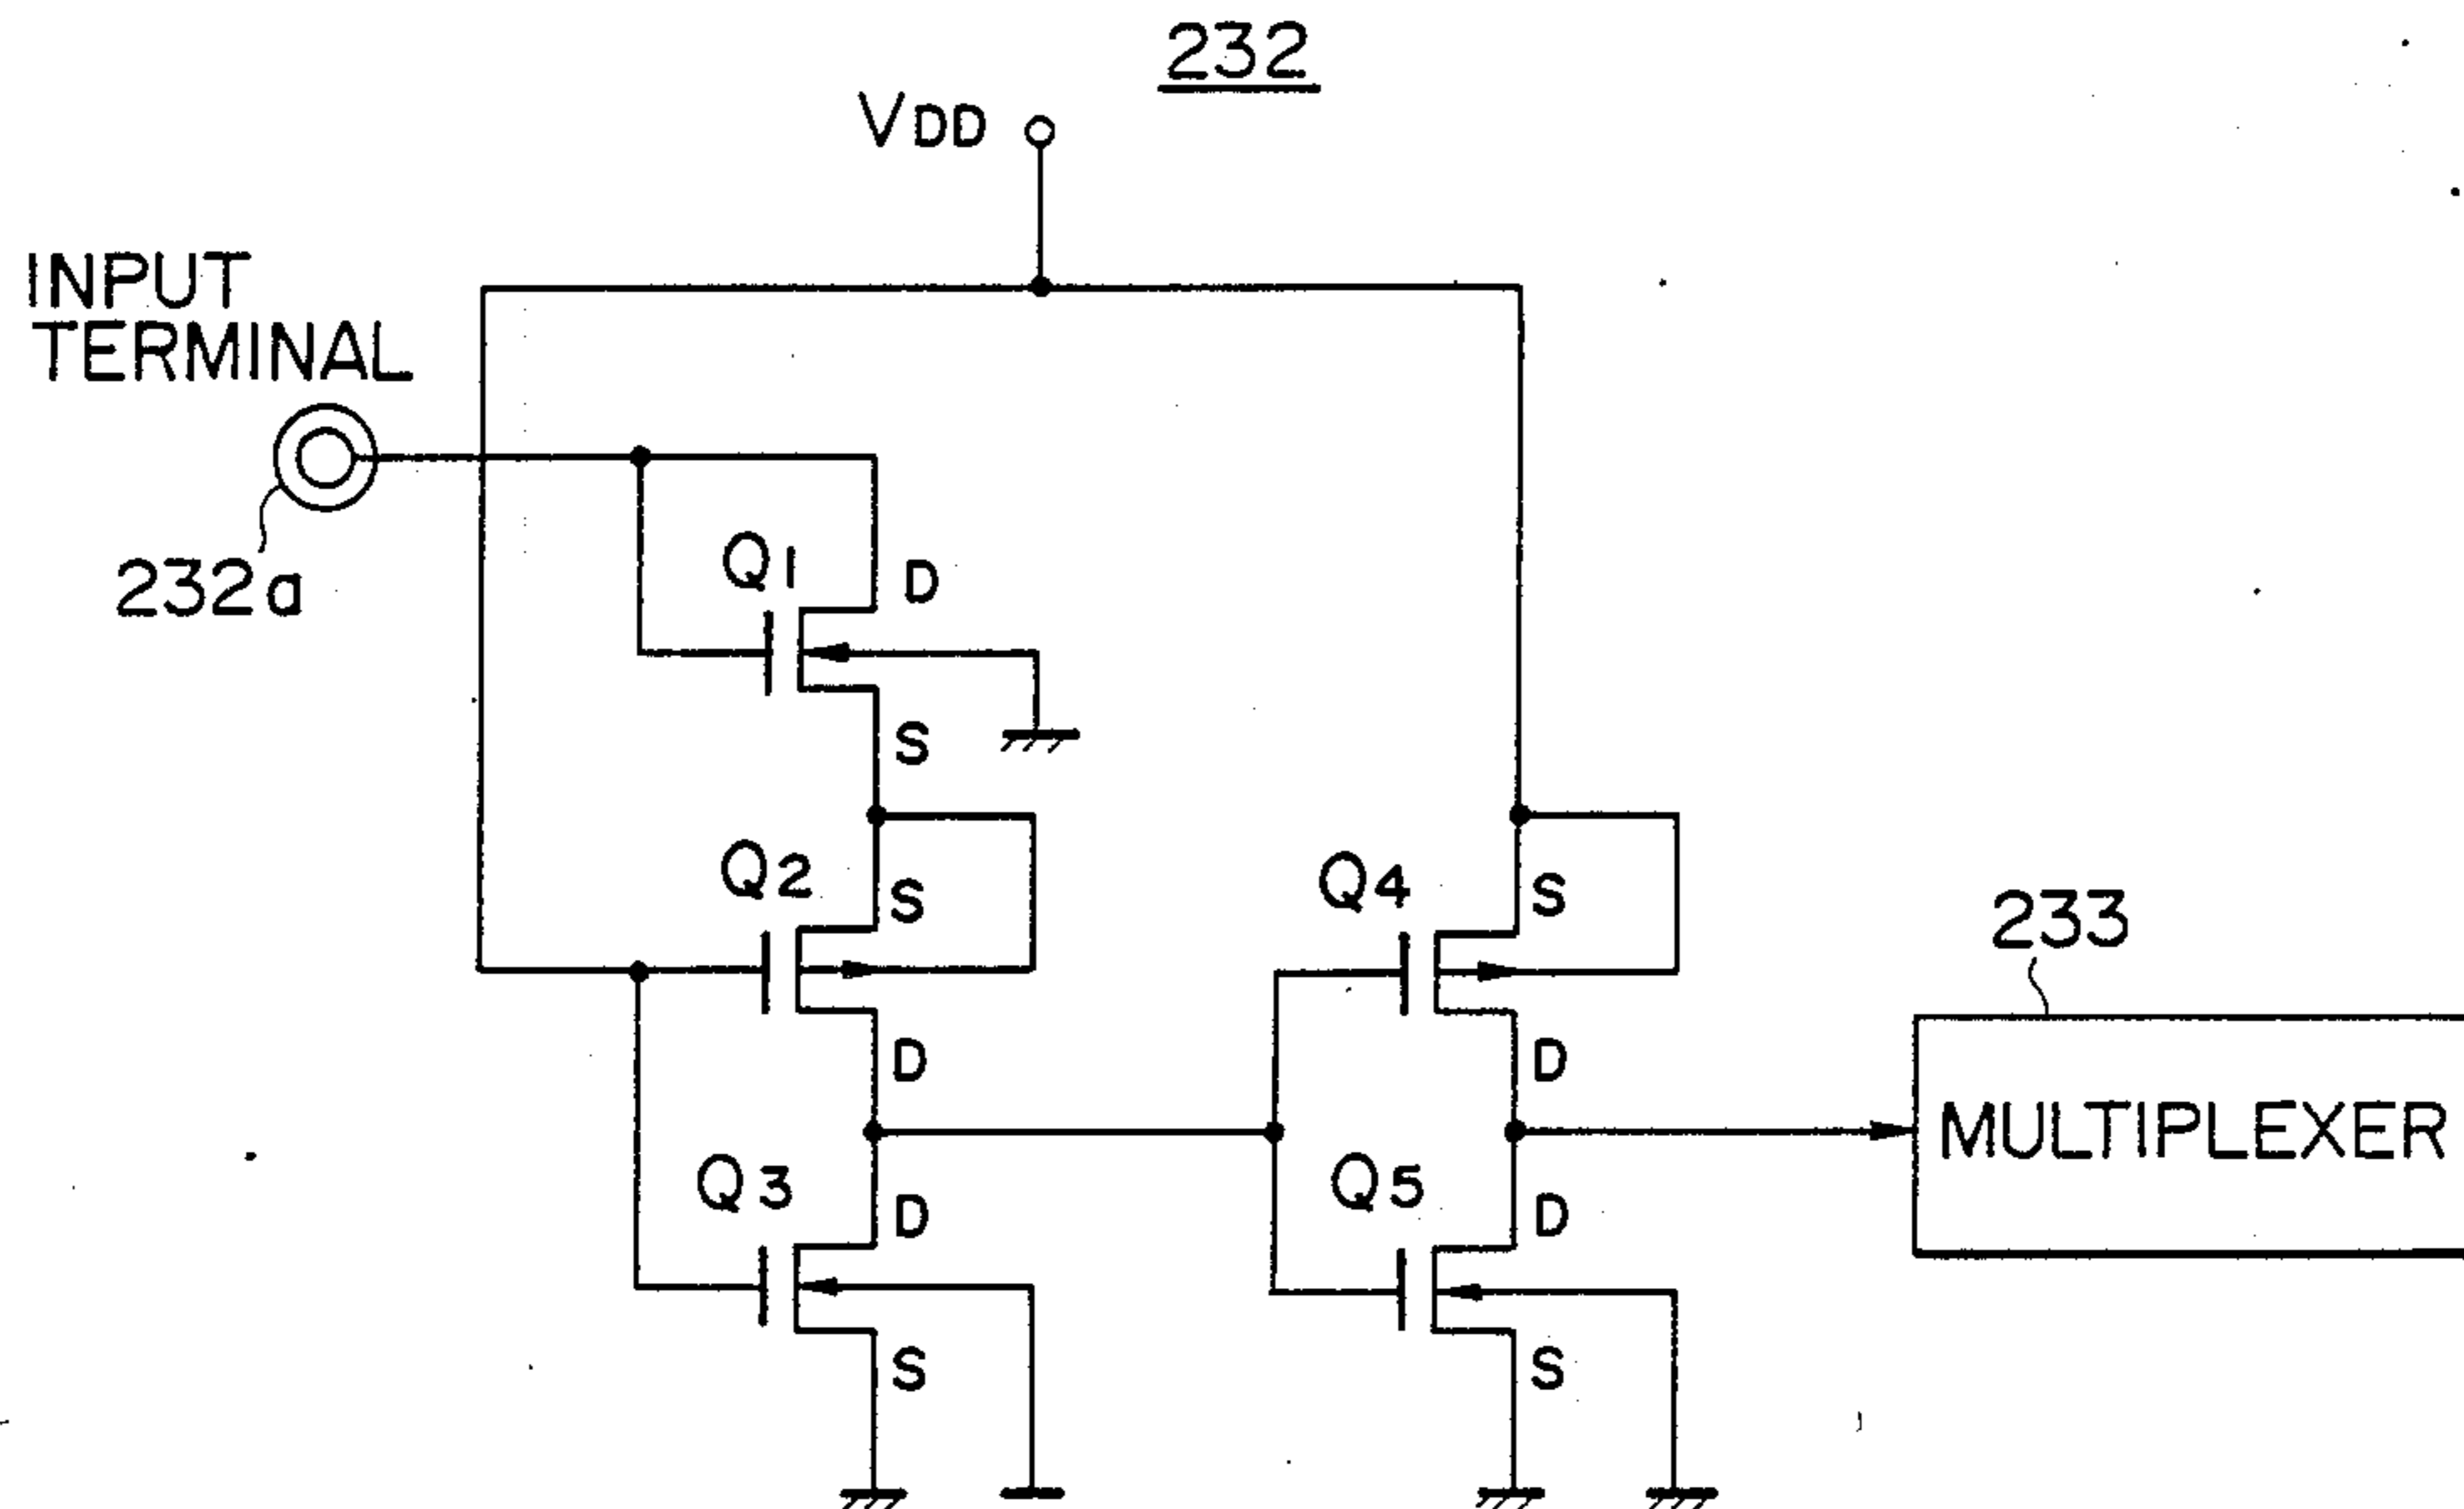 232
VDD
INPUT
TERMINAL
232a
Q1
D
S
Q2
S
Q4
S
233
D
D
MULTIPLEXER
Q3
D
Q5
D
S
S